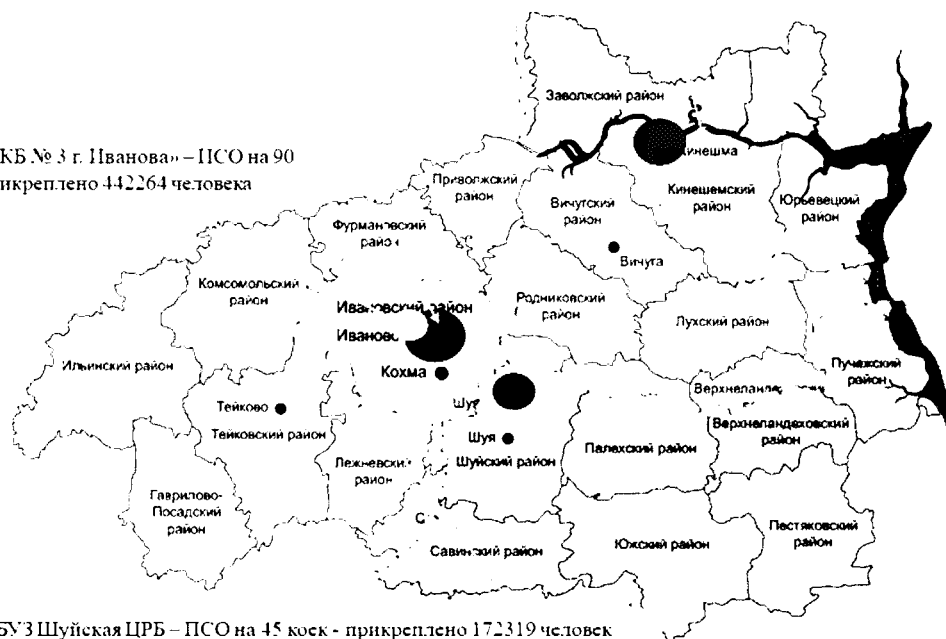 Заволжский район
КБ № 3 г. Иванова» – ПСО на 90
икреплено 442264 человека
Кинешма
Приволжский
район
Вичугский
район
Кинешемский
район
Юрьевецкий
район
Фурмановский
район
Вичуга
Комсомольский
район
Родниковский
район
Ивановский район
Лухский район
Иваново
Ильинский район
Пучежский
район
Кохма
Верхнеланде
Тейково
Шуя
Верхнеландеховский
район
Тейковский район
Шуя
Шуйский район
Палехский район
Лежневский
район
Гаврилово-
Посадский
район
Савинский район
Южский район
Пестяковский
район
БУЗ Шуйская ЦРБ – ПСО на 45 коек - прикреплено 172319 человек